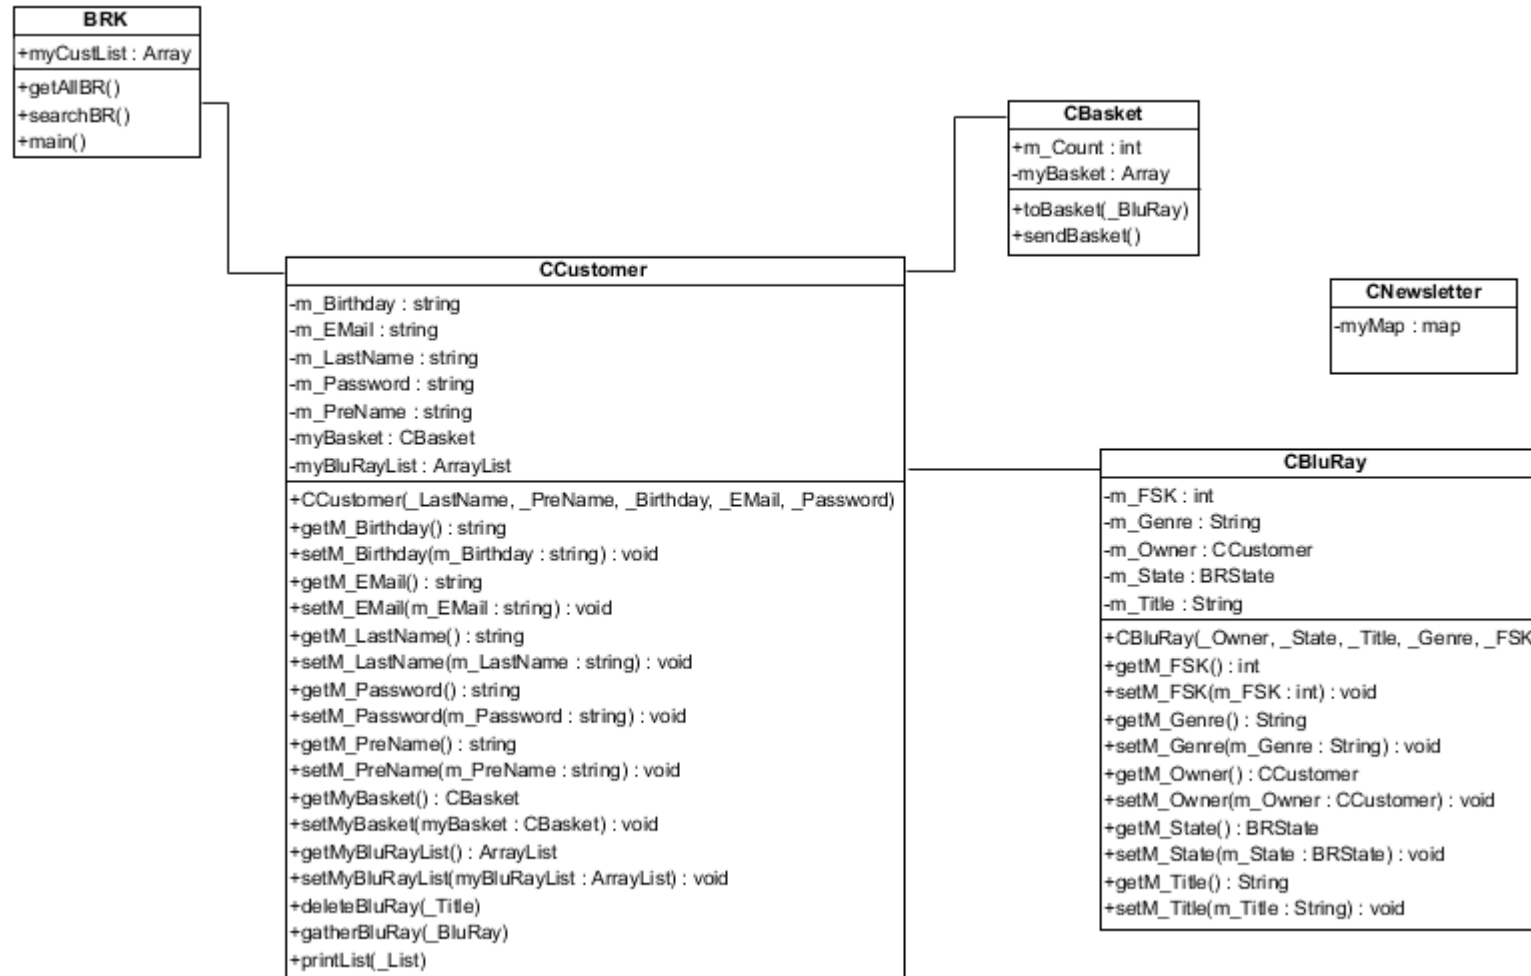 BRK
+myCustList : Array
+getAllBR()
+searchBR()
+main()
CBasket
+m_Count : int
-myBasket : Array
+toBasket(_BluRay)
+sendBasket()
CCustomer
-m_Birthday : string
-m_EMail : string
-m_LastName : string
-m_Password : string
-m_PreName : string
-myBasket : CBasket
-myBluRayList : ArrayList
+CCustomer(_LastName, _PreName, _Birthday, _EMail, _Password)
+getM_Birthday() : string
+setM_Birthday(m_Birthday : string) : void
+getM_EMail() : string
+setM_EMail(m_EMail : string) : void
+getM_LastName() : string
+setM_LastName(m_LastName : string) : void
+getM_Password() : string
+setM_Password(m_Password : string) : void
+getM_PreName() : string
+setM_PreName(m_PreName : string) : void
+getMyBasket() : CBasket
+setMyBasket(myBasket : CBasket) : void
+getMyBluRayList() : ArrayList
+setMyBluRayList(myBluRayList : ArrayList) : void
+deleteBluRay(_Title)
+gatherBluRay(_BluRay)
+printList(_List)
CNewsletter
-myMap : map
CBluRay
-m_FSK : int
-m_Genre : String
-m_Owner : CCustomer
-m_State : BRState
-m_Title : String
+CBluRay(_Owner, _State, _Title, _Genre, _FSK
+getM_FSK() : int
+setM_FSK(m_FSK : int) : void
+getM_Genre() : String
+setM_Genre(m_Genre : String) : void
+getM_Owner() : CCustomer
+setM_Owner(m_Owner : CCustomer) : void
+getM_State() : BRState
+setM_State(m_State : BRState) : void
+getM_Title() : String
+setM_Title(m_Title : String) : void